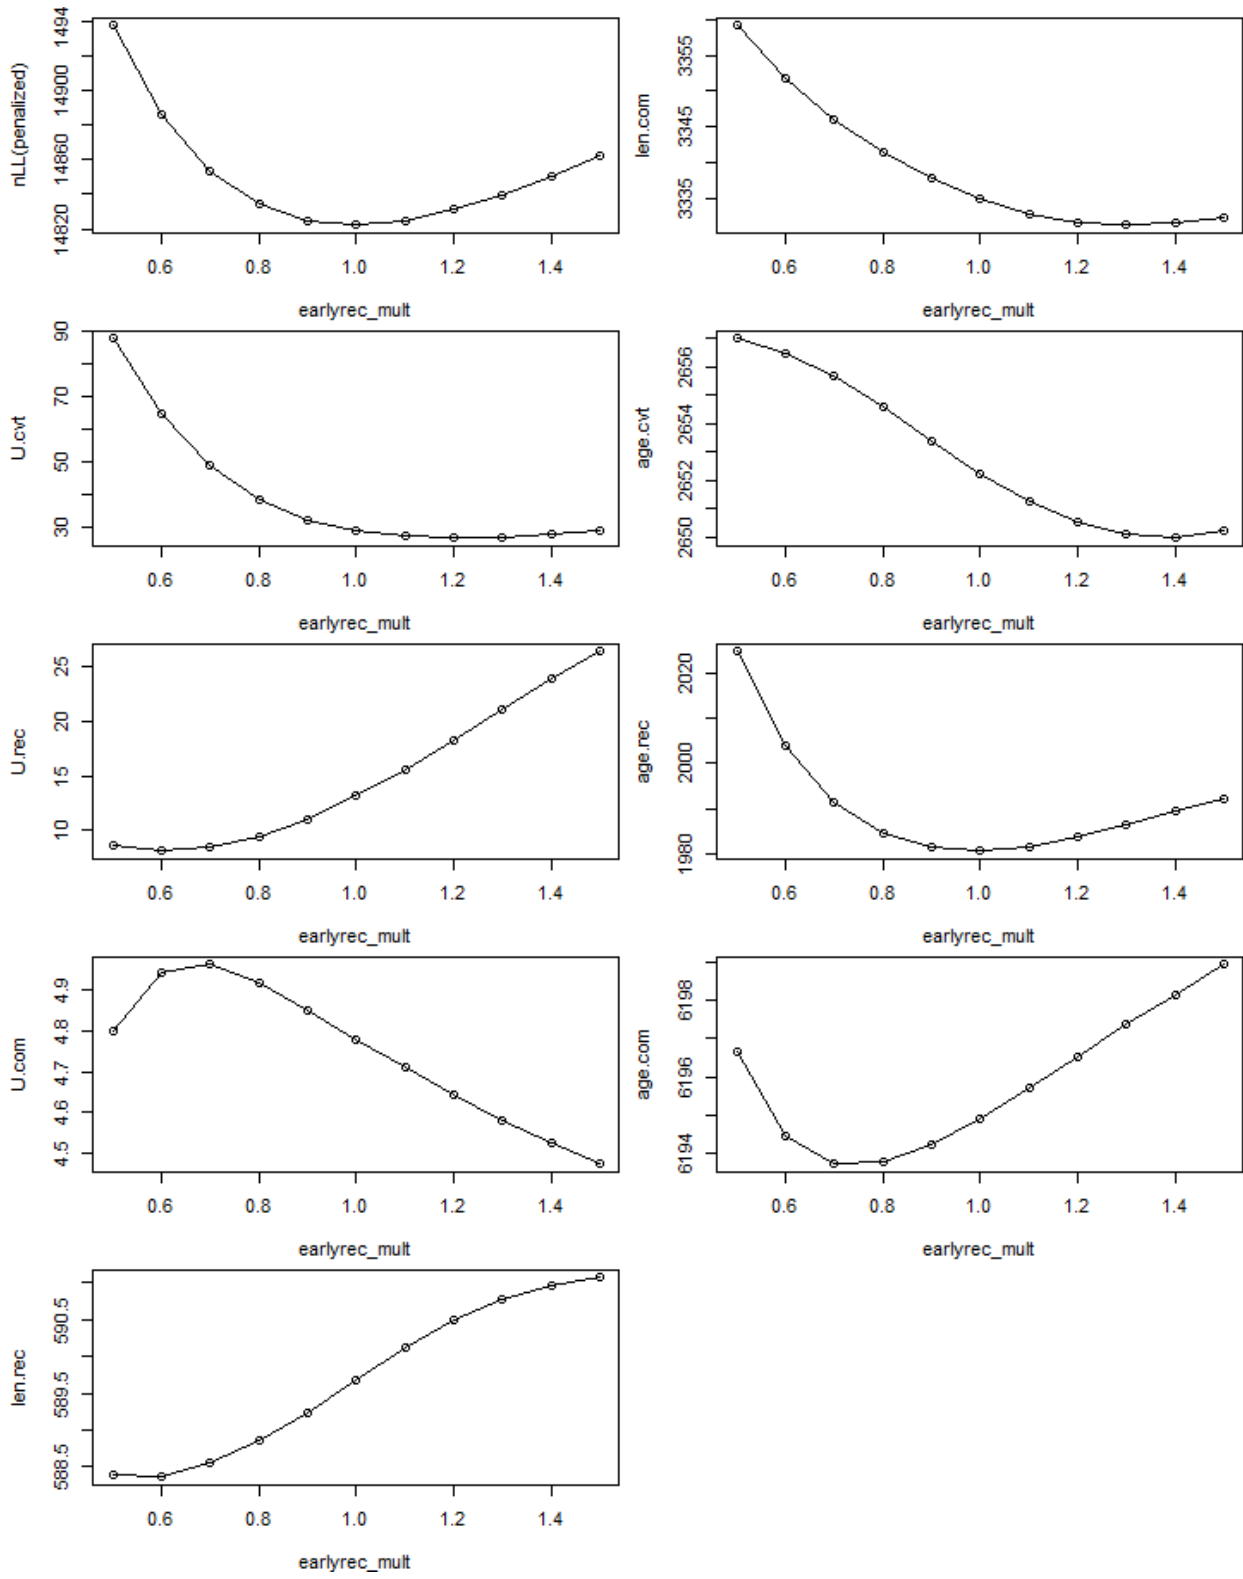 nLL(penalized)
14820 14860 14900 1494
0.6 0.8 1.0 1.2 1.4
earlyrec_mult
len.com
3335 3345 3355
0.6 0.8 1.0 1.2 1.4
earlyrec_mult
U.cvt
30 50 70 90
0.6 0.8 1.0 1.2 1.4
earlyrec_mult
age.cvt
2650 2652 2654 2656
0.6 0.8 1.0 1.2 1.4
earlyrec_mult
U.rec
10 15 20 25
0.6 0.8 1.0 1.2 1.4
earlyrec_mult
age.rec
1980 2000 2020
0.6 0.8 1.0 1.2 1.4
earlyrec_mult
U.com
4.5 4.6 4.7 4.8 4.9
0.6 0.8 1.0 1.2 1.4
earlyrec_mult
age.com
6194 6196 6198
0.6 0.8 1.0 1.2 1.4
earlyrec_mult
len.rec
588.5 589.5 590.5
0.6 0.8 1.0 1.2 1.4
earlyrec_mult